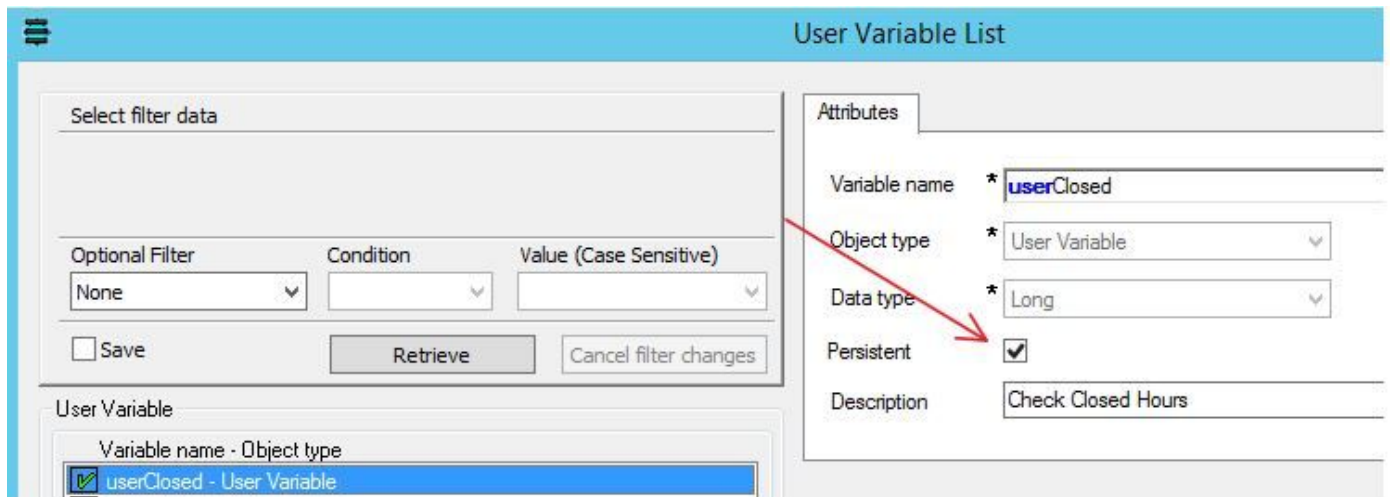 User Variable List
Select filter data
Optional Filter Condition Value (Case Sensitive)
None
Save Retrieve Cancel filter changes
User Variable
Variable name - Object type
userClosed - User Variable
Attributes
Variable name * userClosed
Object type * User Variable
Data type * Long
Persistent
Description Check Closed Hours